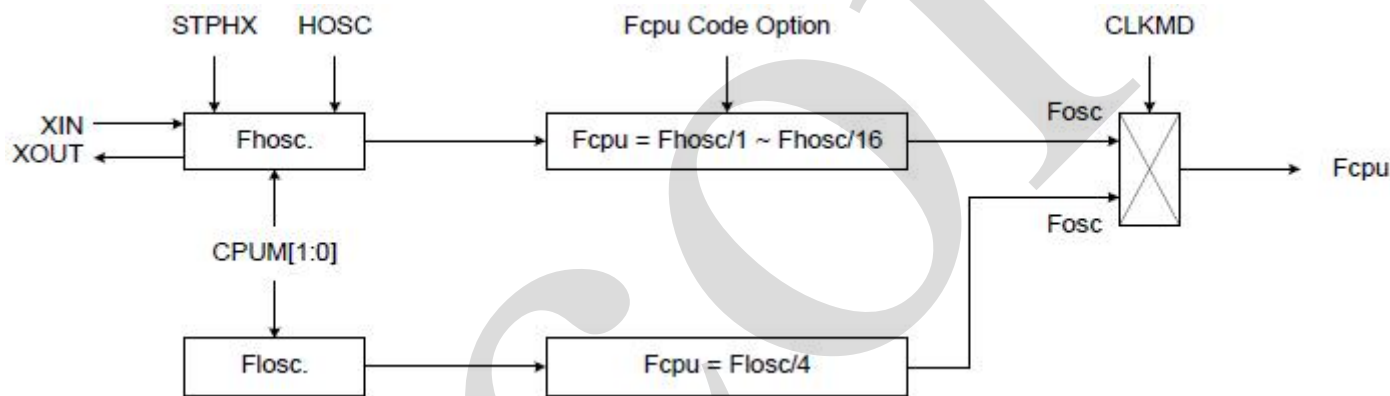 STPHX HOSC Fcpu Code Option CLKMD
XIN
XOUT
Fhosc.
Fcpu = Fhosc/1 ~ Fhosc/16
Fosc
Fcpu
Fosc
CPUM[1:0]
Flosc.
Fcpu = Flosc/4